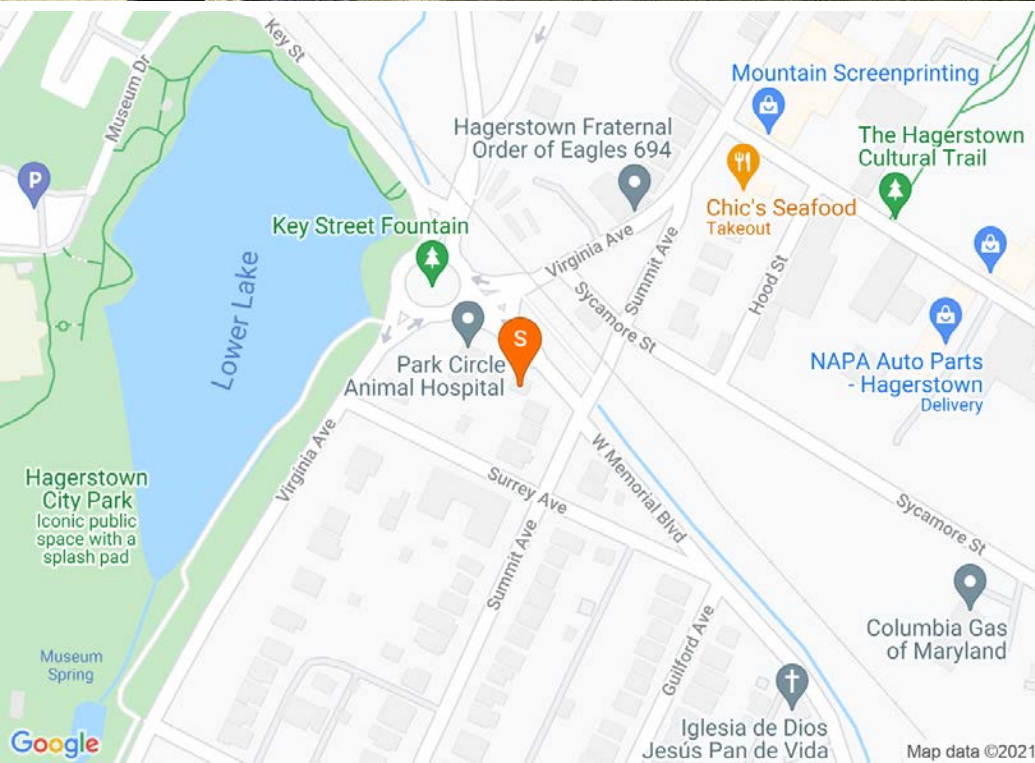 Key St
Museum Dr
Mountain Screenprinting
Hagerstown Fraternal
Order of Eagles 694
The Hagerstown
Cultural Trail
P
Chic's Seafood
Takeout
Key Street Fountain
Virginia Ave
Summit Ave
Hood St
Sycamore St
Lower Lake
S
Park Circle
Animal Hospital
NAPA Auto Parts
- Hagerstown
Delivery
Virginia Ave
W Memorial Blvd
Surrey Ave
Hagerstown
City Park
Iconic public
space with a
splash pad
Sycamore St
Summit Ave
Columbia Gas
of Maryland
Guilford Ave
Museum
Spring
Iglesia de Dios
Jesús Pan de Vida
Google
Map data ©2021